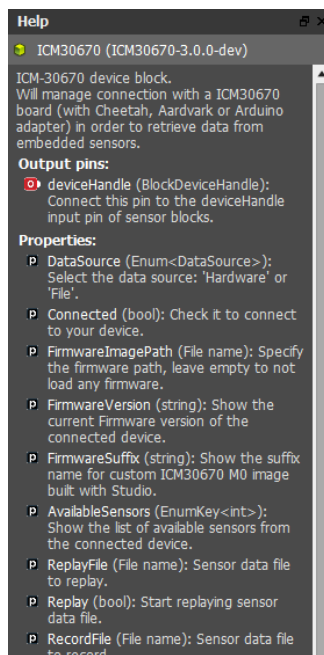 Help
ICM30670 (ICM30670-3.0.0-dev)
ICM-30670 device block.
Will manage connection with a ICM30670
board (with Cheetah, Aardvark or Arduino
adapter) in order to retrieve data from
embedded sensors.
Output pins:
deviceHandle (BlockDeviceHandle):
Connect this pin to the deviceHandle
input pin of sensor blocks.
Properties:
P DataSource (Enum<DataSource>):
Select the data source: 'Hardware' or
'File'.
P Connected (bool): Check it to connect
to your device.
P FirmwareImagePath (File name): Specify
the firmware path, leave empty to not
load any firmware.
P FirmwareVersion (string): Show the
current Firmware version of the
connected device.
P FirmwareSuffix (string): Show the suffix
name for custom ICM30670 M0 image
built with Studio.
P AvailableSensors (EnumKey<int>):
Show the list of available sensors from
the connected device.
P ReplayFile (File name): Sensor data file
to replay.
P Replay (bool): Start replaying sensor
data file.
P RecordFile (File name): Sensor data file
to record.